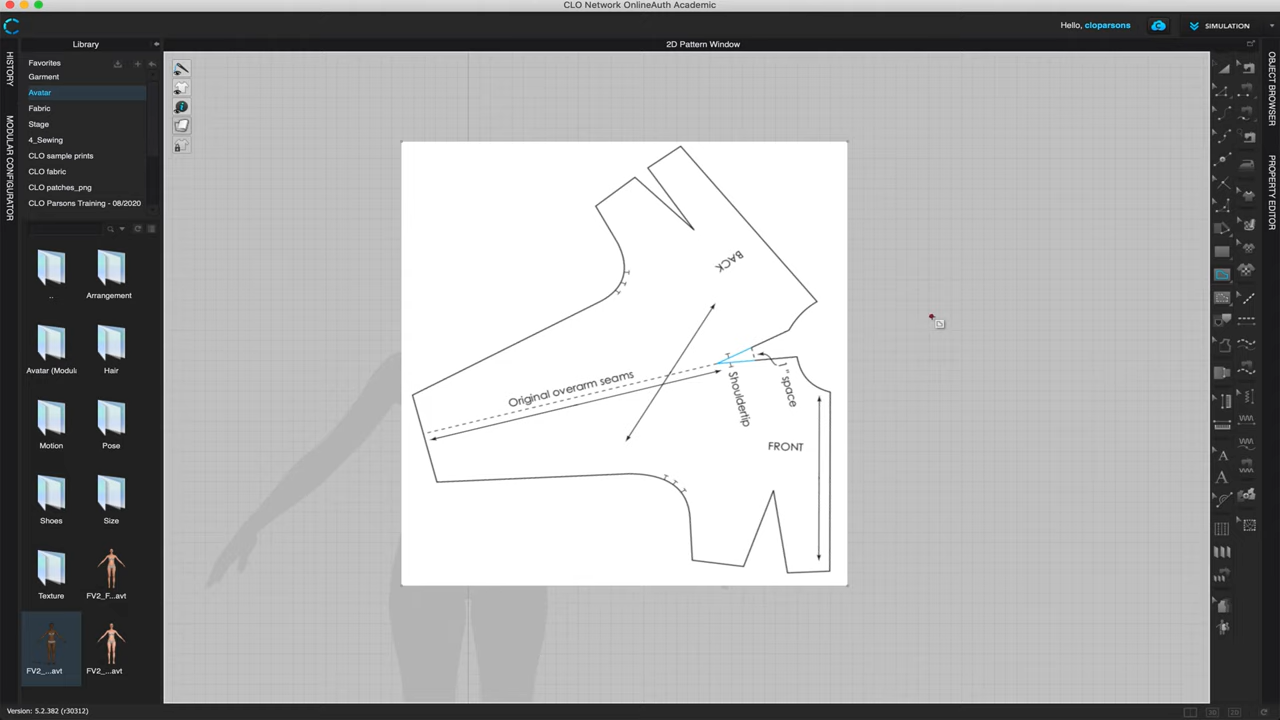 CLO Network OnlineAuth Academic
Hello, cloparsons
SIMULATION
Library
2D Pattern Window
HISTORY
MODULAR CONFIGURATOR
OBJECT BROWSER
PROPERTY EDITOR
Favorites
Garment
Avatar
Fabric
Stage
4_Sewing
CLO sample prints
CLO fabric
CLO patches_png
CLO Parsons Training - 08/2020
..
Arrangement
Avatar (Modul
Hair
Motion
Pose
Shoes
Size
Texture
FV2_F...avt
FV2_...avt
FV2_...avt
BACK
Original overarm seams
Shouldertip
1" space
FRONT
Version: 5.2.382 (r30312)
3D
2D